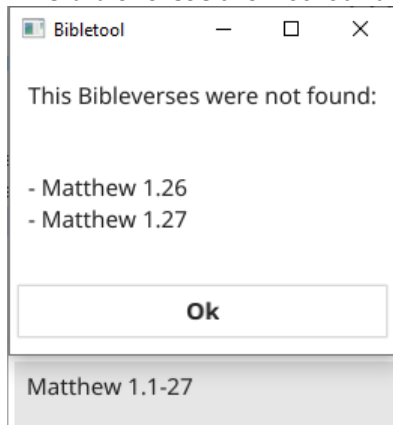 Bibletool
This Bibleverses were not found:
- Matthew 1.26
- Matthew 1.27
Ok
Matthew 1.1-27